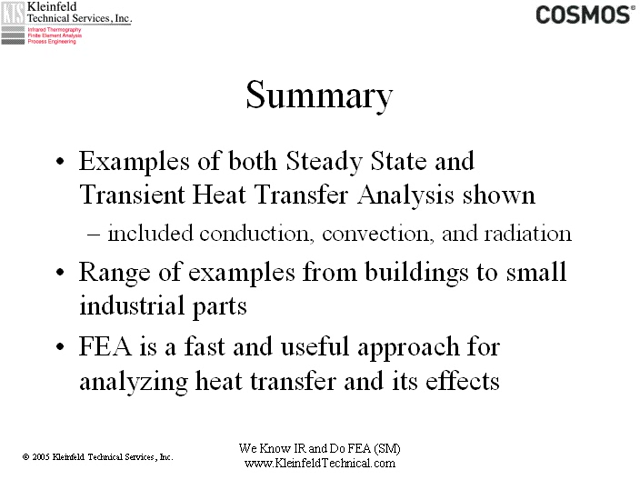 KTS
Kleinfeld
Technical Services, Inc.
Infrared Thermography
Finite Element Analysis
Process Engineering
COSMOS®
Summary
• Examples of both Steady State and
Transient Heat Transfer Analysis shown
– included conduction, convection, and radiation
• Range of examples from buildings to small
industrial parts
• FEA is a fast and useful approach for
analyzing heat transfer and its effects
© 2005 Kleinfeld Technical Services, Inc.
We Know IR and Do FEA (SM)
www.KleinfeldTechnical.com